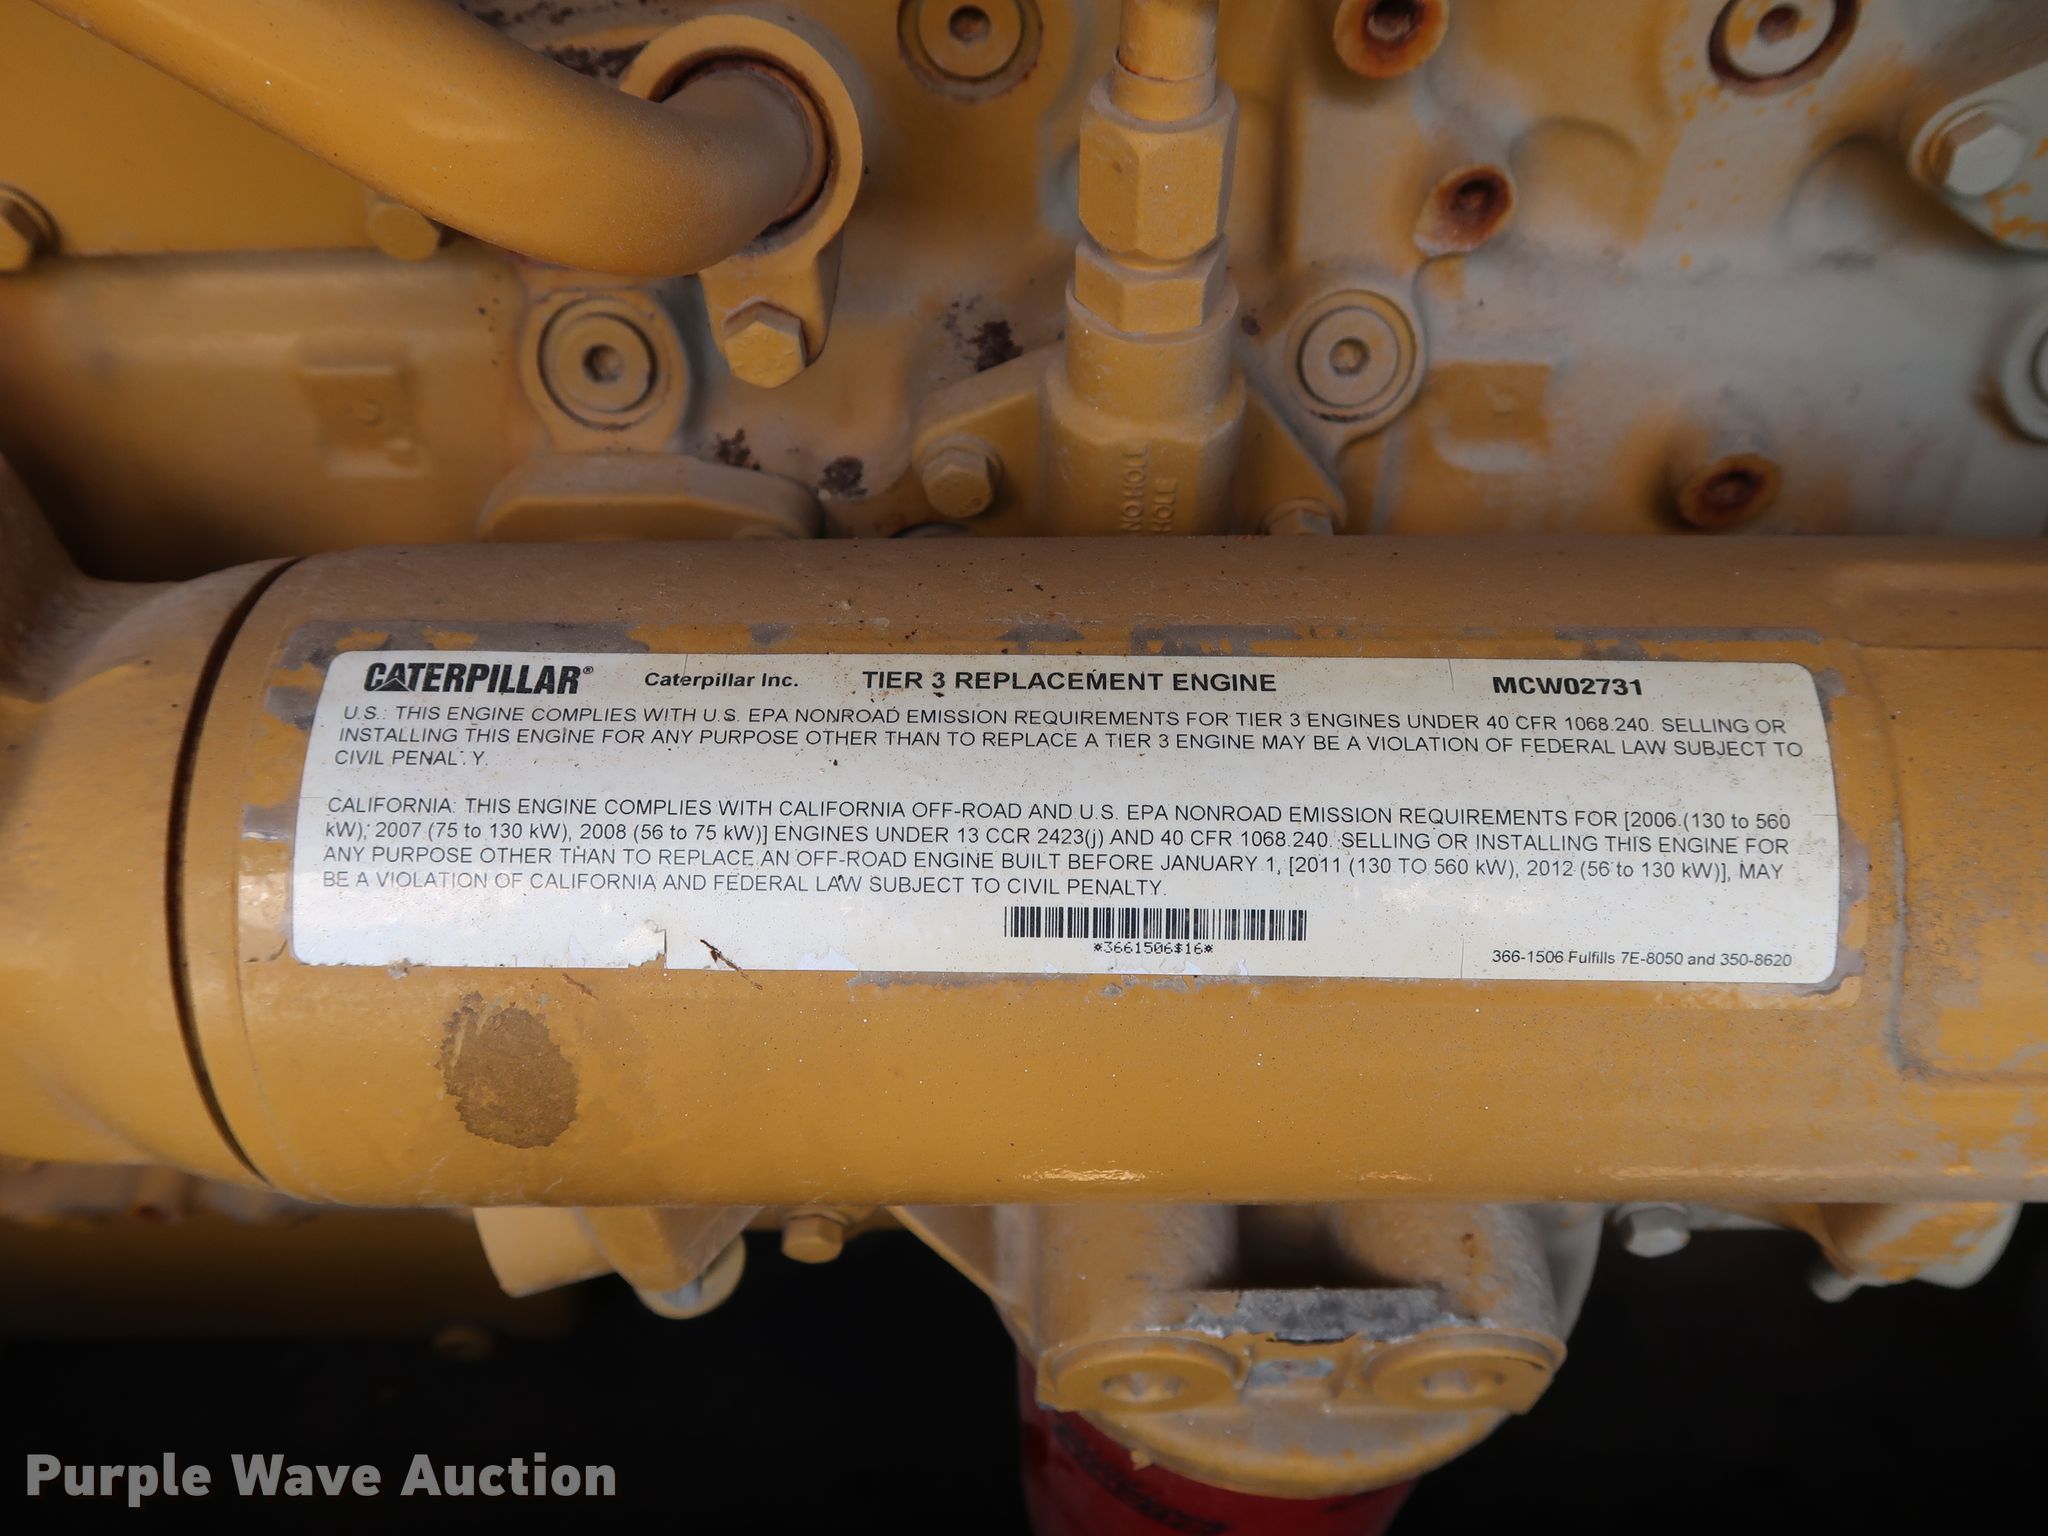 NO HOLE
HOLE
CATERPILLAR® Caterpillar Inc. TIER 3 REPLACEMENT ENGINE MCW02731
U.S.: THIS ENGINE COMPLIES WITH U.S. EPA NONROAD EMISSION REQUIREMENTS FOR TIER 3 ENGINES UNDER 40 CFR 1068.240. SELLING OR
INSTALLING THIS ENGINE FOR ANY PURPOSE OTHER THAN TO REPLACE A TIER 3 ENGINE MAY BE A VIOLATION OF FEDERAL LAW SUBJECT TO
CIVIL PENALTY.
CALIFORNIA: THIS ENGINE COMPLIES WITH CALIFORNIA OFF-ROAD AND U.S. EPA NONROAD EMISSION REQUIREMENTS FOR [2006 (130 to 560
kW), 2007 (75 to 130 kW), 2008 (56 to 75 kW)] ENGINES UNDER 13 CCR 2423(j) AND 40 CFR 1068.240. SELLING OR INSTALLING THIS ENGINE FOR
ANY PURPOSE OTHER THAN TO REPLACE AN OFF-ROAD ENGINE BUILT BEFORE JANUARY 1, [2011 (130 TO 560 kW), 2012 (56 to 130 kW)], MAY
BE A VIOLATION OF CALIFORNIA AND FEDERAL LAW SUBJECT TO CIVIL PENALTY.
*3661506$16*
366-1506 Fulfills 7E-8050 and 350-8620
Purple Wave Auction